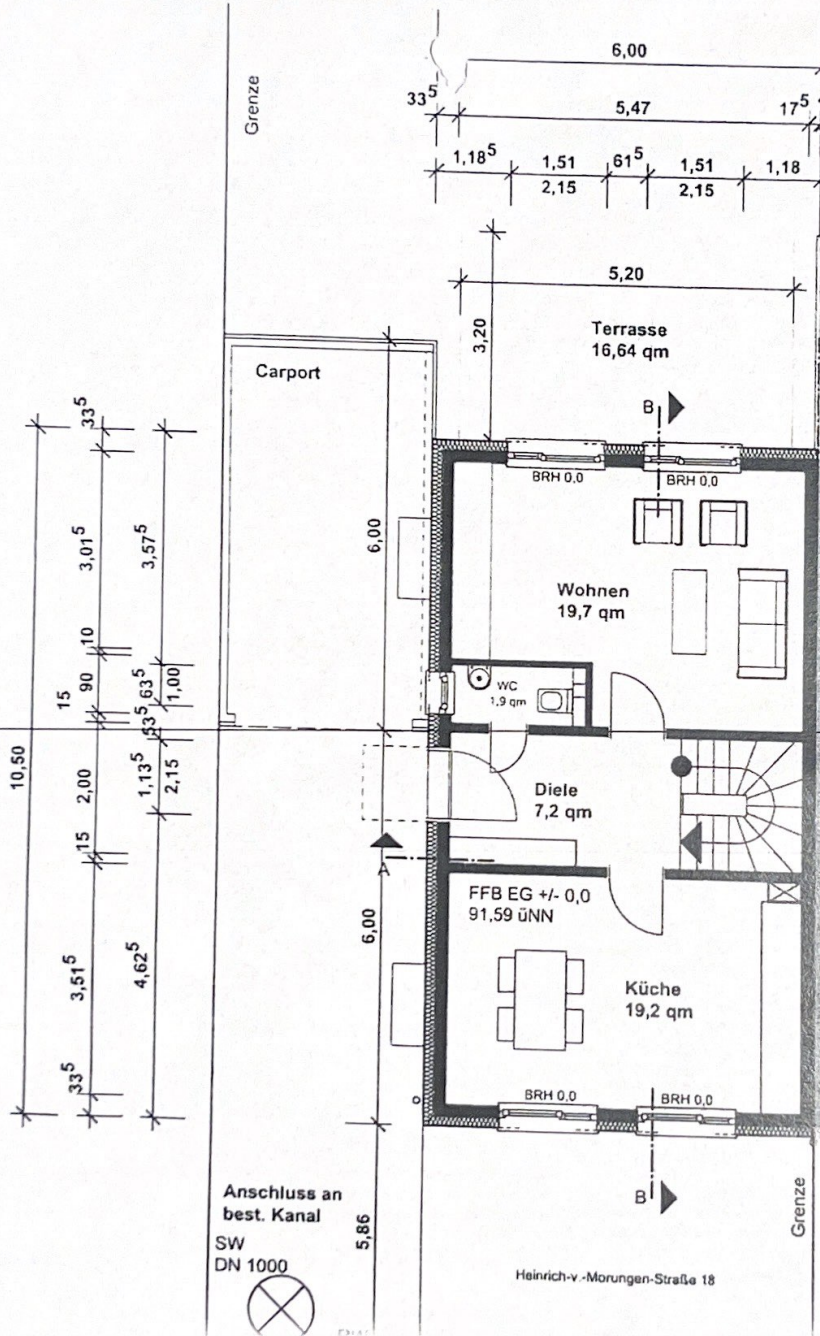 Grenze
6,00
33⁵
5,47
17⁵
1,18⁵
1,51
2,15
61⁵
1,51
2,15
1,18
5,20
3,20
Terrasse
16,64 qm
Carport
B
BRH 0,0
BRH 0,0
33⁵
3,01⁵
3,57⁵
6,00
Wohnen
19,7 qm
10
90
15
63⁵
1,00
53⁵
WC
1,9 qm
10,50
2,00
1,13⁵
2,15
15
Diele
7,2 qm
A
FFB EG +/- 0,0
91,59 üNN
3,51⁵
4,62⁵
6,00
Küche
19,2 qm
33⁵
BRH 0,0
BRH 0,0
B
Anschluss an
best. Kanal
SW
DN 1000
5,86
Grenze
Heinrich-v.-Morungen-Straße 18